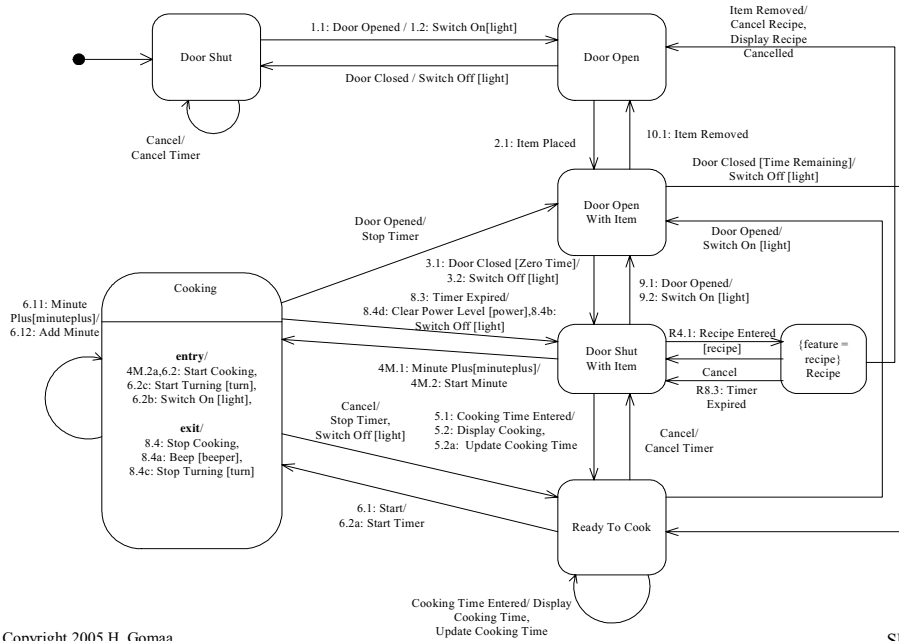 1.1: Door Opened / 1.2: Switch On[light]
Item Removed/
Cancel Recipe,
Display Recipe
Cancelled
Door Shut
Door Open
Door Closed / Switch Off [light]
Cancel/
Cancel Timer
2.1: Item Placed
10.1: Item Removed
Door Closed [Time Remaining]/
Switch Off [light]
Door Open
With Item
Door Opened/
Stop Timer
Door Opened/
Switch On [light]
3.1: Door Closed [Zero Time]/
3.2: Switch Off [light]
9.1: Door Opened/
9.2: Switch On [light]
Cooking
6.11: Minute
Plus[minuteplus]/
6.12: Add Minute
8.3: Timer Expired/
8.4d: Clear Power Level [power],8.4b:
Switch Off [light]
R4.1: Recipe Entered
[recipe]
{feature =
recipe}
Recipe
Door Shut
With Item
entry/
4M.2a,6.2: Start Cooking,
6.2c: Start Turning [turn],
6.2b: Switch On [light],
4M.1: Minute Plus[minuteplus]/
4M.2: Start Minute
Cancel
R8.3: Timer
Expired
exit/
8.4: Stop Cooking,
8.4a: Beep [beeper],
8.4c: Stop Turning [turn]
Cancel/
Stop Timer,
Switch Off [light]
5.1: Cooking Time Entered/
5.2: Display Cooking,
5.2a: Update Cooking Time
Cancel/
Cancel Timer
6.1: Start/
6.2a: Start Timer
Ready To Cook
Cooking Time Entered/ Display
Cooking Time,
Update Cooking Time
Copyright 2005 H. Gomaa